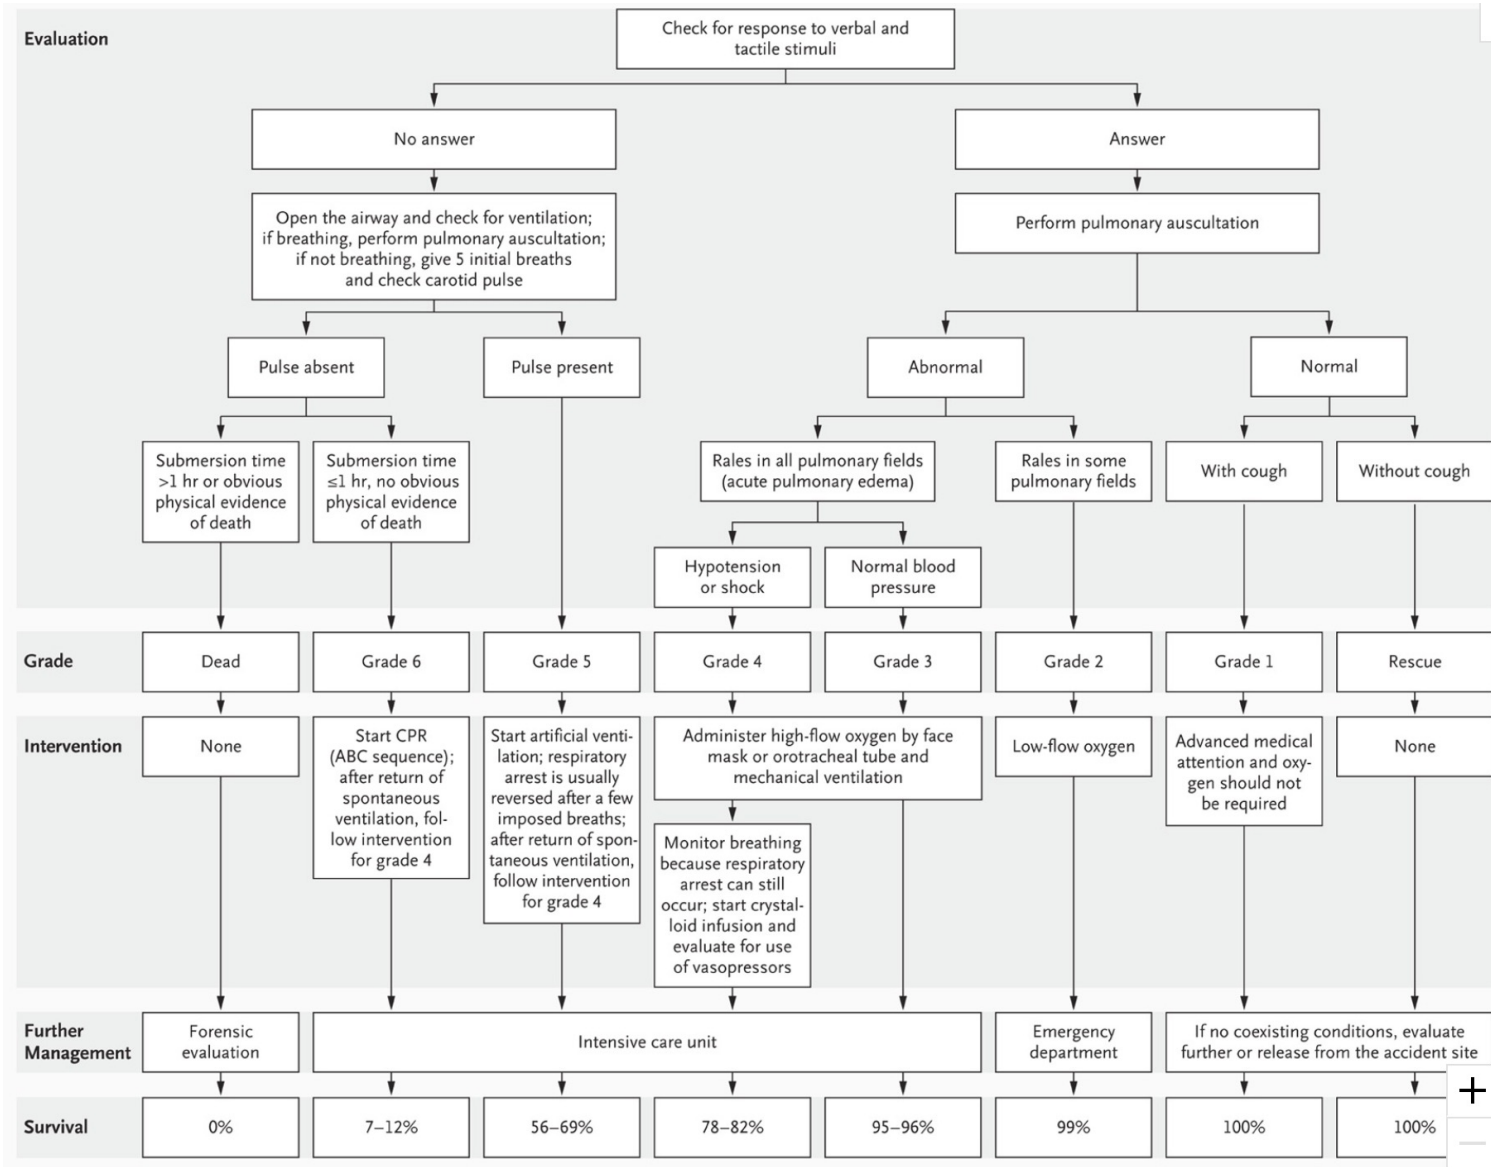 Evaluation
Check for response to verbal and
tactile stimuli
No answer
Answer
Open the airway and check for ventilation;
if breathing, perform pulmonary auscultation;
if not breathing, give 5 initial breaths
and check carotid pulse
Perform pulmonary auscultation
Pulse absent
Pulse present
Abnormal
Normal
Submersion time
>1 hr or obvious
physical evidence
of death
Submersion time
≤1 hr, no obvious
physical evidence
of death
Rales in all pulmonary fields
(acute pulmonary edema)
Rales in some
pulmonary fields
With cough
Without cough
Hypotension
or shock
Normal blood
pressure
Grade
Dead
Grade 6
Grade 5
Grade 4
Grade 3
Grade 2
Grade 1
Rescue
Intervention
None
Start CPR
(ABC sequence);
after return of
spontaneous
ventilation, fol-
low intervention
for grade 4
Start artificial venti-
lation; respiratory
arrest is usually
reversed after a few
imposed breaths;
after return of spon-
taneous ventilation,
follow intervention
for grade 4
Administer high-flow oxygen by face
mask or orotracheal tube and
mechanical ventilation
Monitor breathing
because respiratory
arrest can still
occur; start crystal-
loid infusion and
evaluate for use
of vasopressors
Low-flow oxygen
Advanced medical
attention and oxy-
gen should not
be required
None
Further
Management
Forensic
evaluation
Intensive care unit
Emergency
department
If no coexisting conditions, evaluate
further or release from the accident site
Survival
0%
7–12%
56–69%
78–82%
95–96%
99%
100%
100%